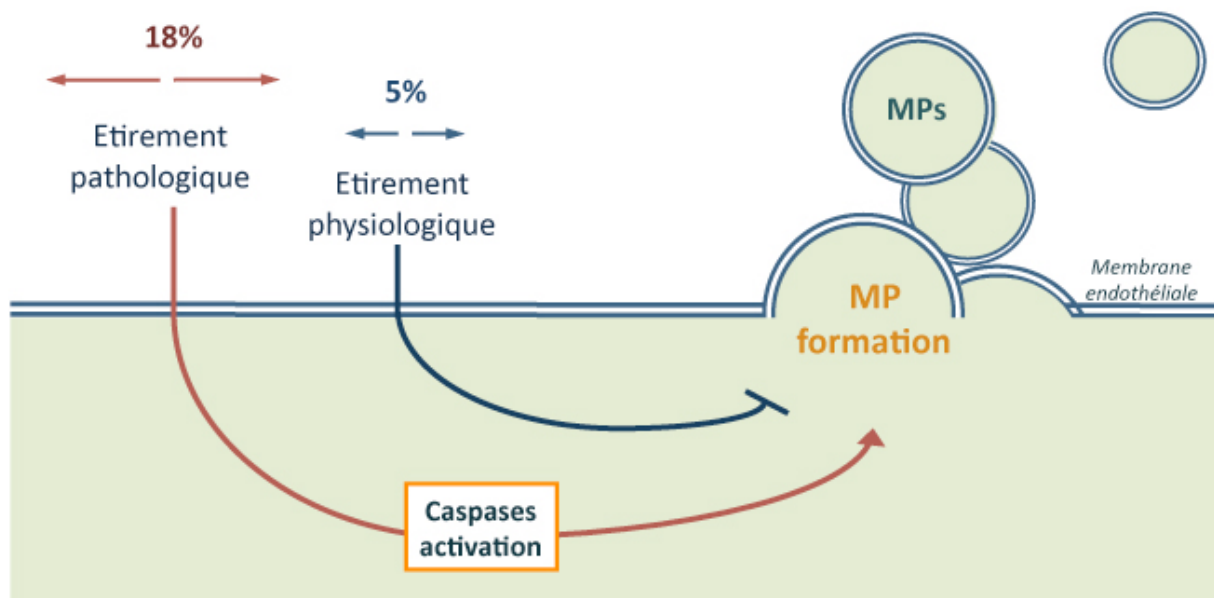 18%
Etirement
pathologique
5%
Etirement
physiologique
MPs
Membrane
endothéliale
MP
formation
Caspases
activation